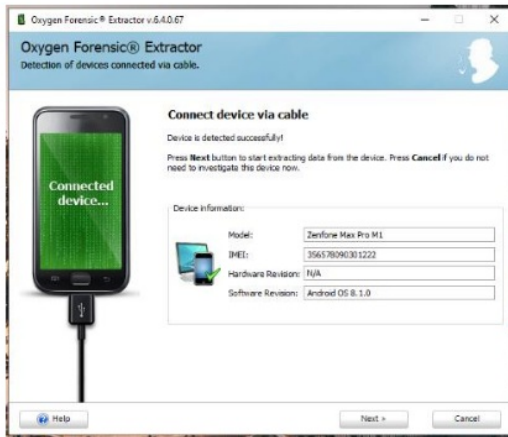 Oxygen Forensic® Extractor v.6.4.0.67
Oxygen Forensic® Extractor
Detection of devices connected via cable.
Connect device via cable
Device is detected successfully!
Press Next button to start extracting data from the device. Press Cancel if you do not
need to investigate this device now.
Connected
device...
Device information:
Model: Zenfone Max Pro M1
IMEI: 356578090301222
Hardware Revision: N/A
Software Revision: Android OS 8.1.0
Help
Next >
Cancel